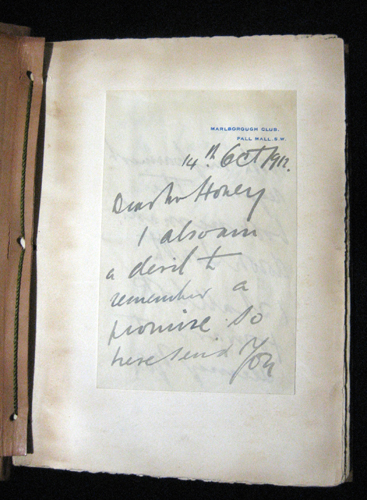 MARLBOROUGH CLUB.
PALL MALL. S.W.
14th Oct 1912.
Dear Mr Honey
I also am
a devil to
remember a
promise so
here send you